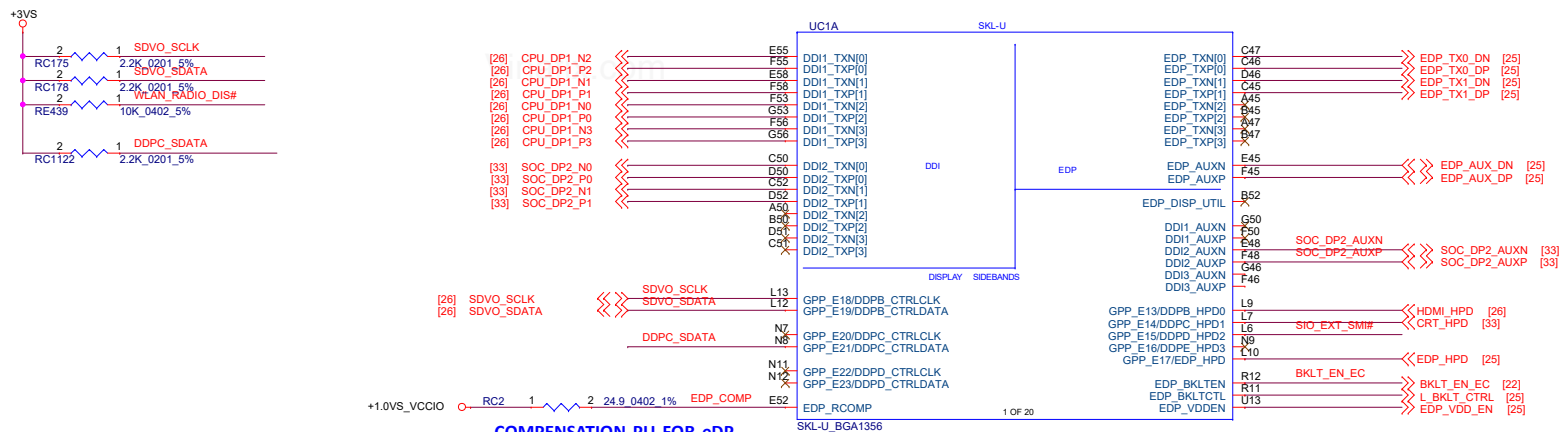 +3VS
2 1 SDVO_SCLK
RC175 2.2K_0201_5%
2 1 SDVO_SDATA
RC178 2.2K_0201_5%
2 1 WLAN_RADIO_DIS#
RE439 10K_0402_5%
2 1 DDPC_SDATA
RC1122 2.2K_0201_5%
UC1A SKL-U
[26] CPU_DP1_N2 E55 DDI1_TXN[0]
[26] CPU_DP1_P2 F55 DDI1_TXP[0]
[26] CPU_DP1_N1 E58 DDI1_TXN[1]
[26] CPU_DP1_P1 F58 DDI1_TXP[1]
[26] CPU_DP1_N0 F53 DDI1_TXN[2]
[26] CPU_DP1_P0 G53 DDI1_TXP[2]
[26] CPU_DP1_N3 F56 DDI1_TXN[3]
[26] CPU_DP1_P3 G56 DDI1_TXP[3]
[33] SOC_DP2_N0 C50 DDI2_TXN[0]
[33] SOC_DP2_P0 D50 DDI2_TXP[0]
[33] SOC_DP2_N1 C52 DDI2_TXN[1]
[33] SOC_DP2_P1 D52 DDI2_TXP[1]
A50 DDI2_TXN[2]
B50 DDI2_TXP[2]
D51 DDI2_TXN[3]
C51 DDI2_TXP[3]
DDI
EDP
DISPLAY SIDEBANDS
[26] SDVO_SCLK SDVO_SCLK L13 GPP_E18/DDPB_CTRLCLK
[26] SDVO_SDATA SDVO_SDATA L12 GPP_E19/DDPB_CTRLDATA
N7 GPP_E20/DDPC_CTRLCLK
DDPC_SDATA N8 GPP_E21/DDPC_CTRLDATA
N11 GPP_E22/DDPD_CTRLCLK
N12 GPP_E23/DDPD_CTRLDATA
+1.0VS_VCCIO RC2 1 2 24.9_0402_1% EDP_COMP E52 EDP_RCOMP
EDP_TXN[0] C47 EDP_TX0_DN [25]
EDP_TXP[0] C46 EDP_TX0_DP [25]
EDP_TXN[1] D46 EDP_TX1_DN [25]
EDP_TXP[1] C45 EDP_TX1_DP [25]
EDP_TXN[2] A45
EDP_TXP[2] B45
EDP_TXN[3] A47
EDP_TXP[3] B47
EDP_AUXN E45 EDP_AUX_DN [25]
EDP_AUXP F45 EDP_AUX_DP [25]
EDP_DISP_UTIL B52
DDI1_AUXN G50
DDI1_AUXP F50
DDI2_AUXN E48 SOC_DP2_AUXN SOC_DP2_AUXN [33]
DDI2_AUXP F48 SOC_DP2_AUXP SOC_DP2_AUXP [33]
DDI3_AUXN G46
DDI3_AUXP F46
GPP_E13/DDPB_HPD0 L9 HDMI_HPD [26]
GPP_E14/DDPC_HPD1 L7 CRT_HPD [33]
GPP_E15/DDPD_HPD2 L6 SIO_EXT_SMI#
GPP_E16/DDPE_HPD3 N9
GPP_E17/EDP_HPD L10 EDP_HPD [25]
EDP_BKLTEN R12 BKLT_EN_EC BKLT_EN_EC [22]
EDP_BKLTCTL R11 L_BKLT_CTRL [25]
EDP_VDDEN U13 EDP_VDD_EN [25]
1 OF 20
SKL-U_BGA1356
COMPENSATION PU FOR eDP